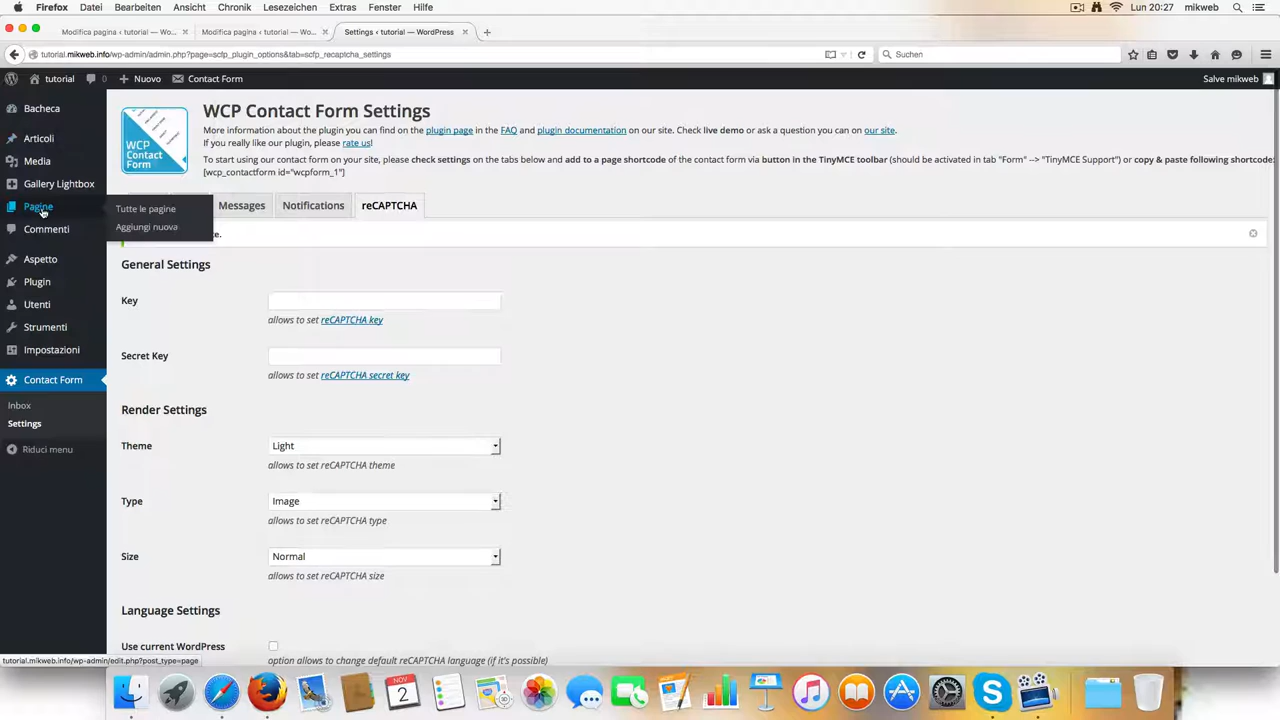 Firefox Datei Bearbeiten Ansicht Chronik Lesezeichen Extras Fenster Hilfe Lun 20:27 mikweb
Modifica pagina ‹ tutorial — Wo... Modifica pagina ‹ tutorial — Wo... Settings ‹ tutorial — WordPress
tutorial.mikweb.info/wp-admin/admin.php?page=scfp_plugin_options&tab=scfp_recaptcha_settings Suchen
tutorial 0 Nuovo Contact Form Salve mikweb
Bacheca
Articoli
Media
Gallery Lightbox
Pagine
Tutte le pagine
Aggiungi nuova
Commenti
Aspetto
Plugin
Utenti
Strumenti
Impostazioni
Contact Form
Inbox
Settings
Riduci menu
WCP Contact Form
WCP Contact Form Settings
More information about the plugin you can find on the plugin page in the FAQ and plugin documentation on our site. Check live demo or ask a question you can on our site.
If you really like our plugin, please rate us!
To start using our contact form on your site, please check settings on the tabs below and add to a page shortcode of the contact form via button in the TinyMCE toolbar (should be activated in tab "Form" --> "TinyMCE Support") or copy & paste following shortcode:
[wcp_contactform id="wcpform_1"]
Messages Notifications reCAPTCHA
General Settings
Key
allows to set reCAPTCHA key
Secret Key
allows to set reCAPTCHA secret key
Render Settings
Theme Light
allows to set reCAPTCHA theme
Type Image
allows to set reCAPTCHA type
Size Normal
allows to set reCAPTCHA size
Language Settings
Use current WordPress
option allows to change default reCAPTCHA language (if it's possible)
tutorial.mikweb.info/wp-admin/edit.php?post_type=page
NOV
2